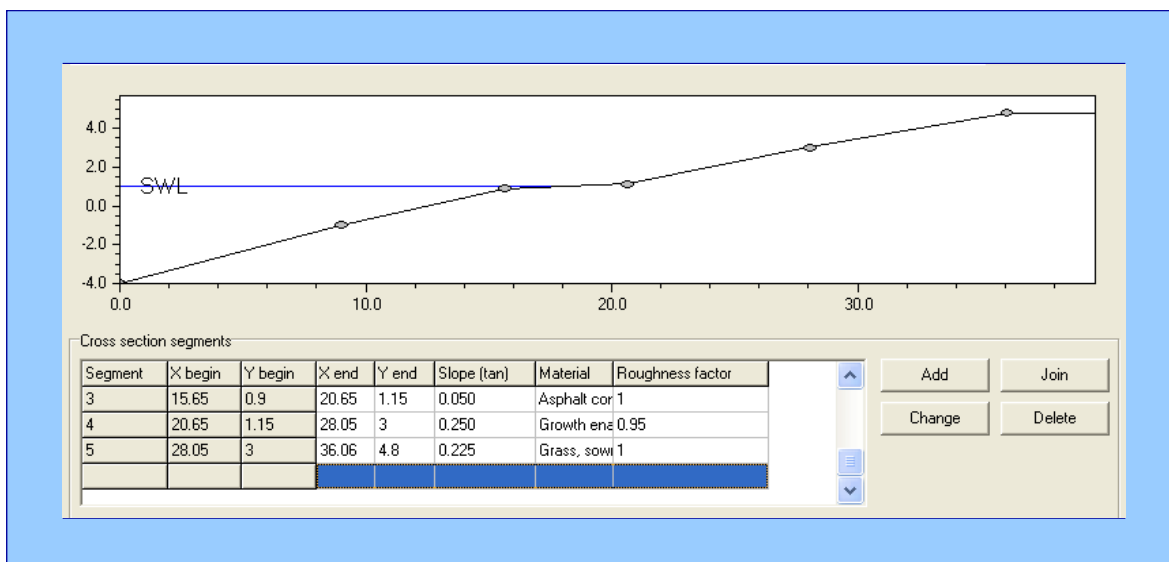 4.0
2.0
SWL
0.0
-2.0
-4.0
0.0 10.0 20.0 30.0
Cross section segments
Segment X begin Y begin X end Y end Slope (tan) Material Roughness factor
3 15.65 0.9 20.65 1.15 0.050 Asphalt cor 1
4 20.65 1.15 28.05 3 0.250 Growth ena 0.95
5 28.05 3 36.06 4.8 0.225 Grass, sow 1
Add Join
Change Delete